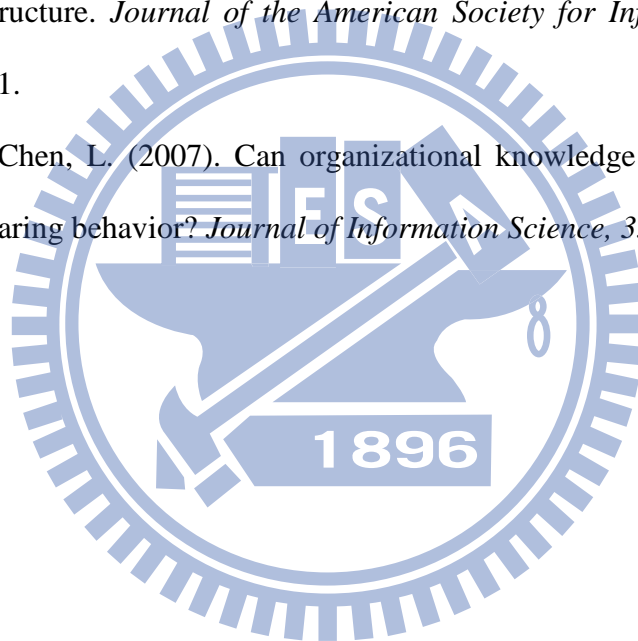 ructure. Journal of the American Society for Inf
1.
Chen, L. (2007). Can organizational knowledge
aring behavior? Journal of Information Science, 3
E S A
8
1896